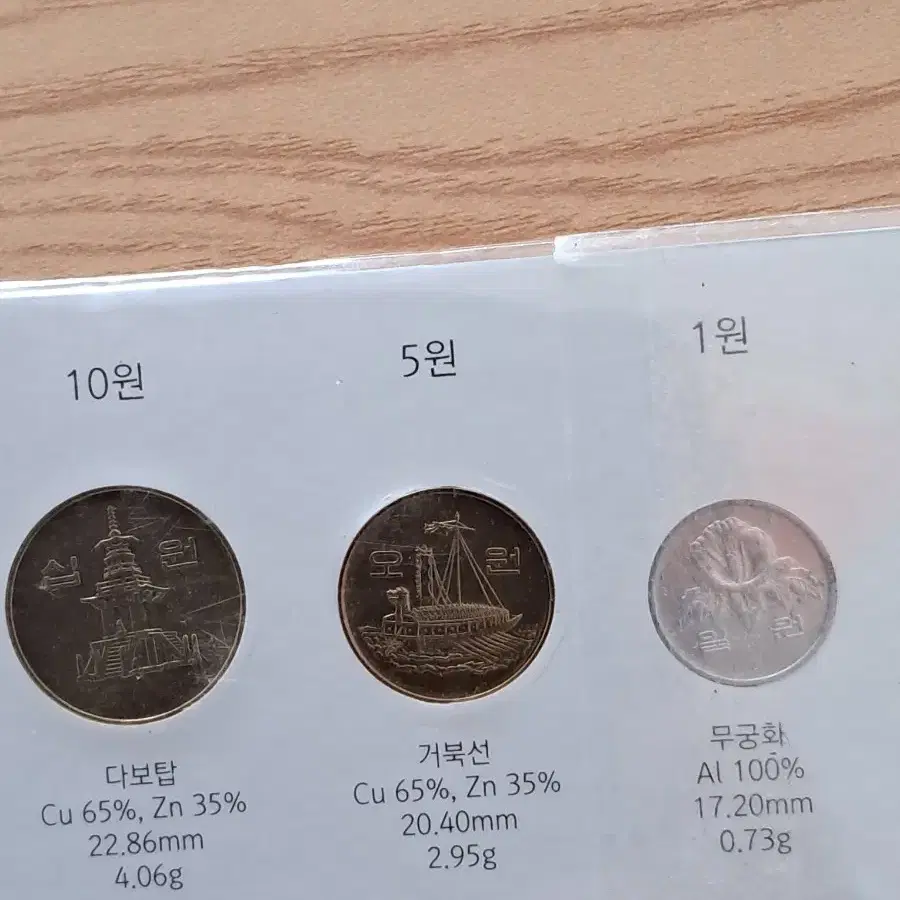 10원
십 원
다보탑
Cu 65%, Zn 35%
22.86mm
4.06g
5원
오 원
거북선
Cu 65%, Zn 35%
20.40mm
2.95g
1원
일 원
무궁화
Al 100%
17.20mm
0.73g